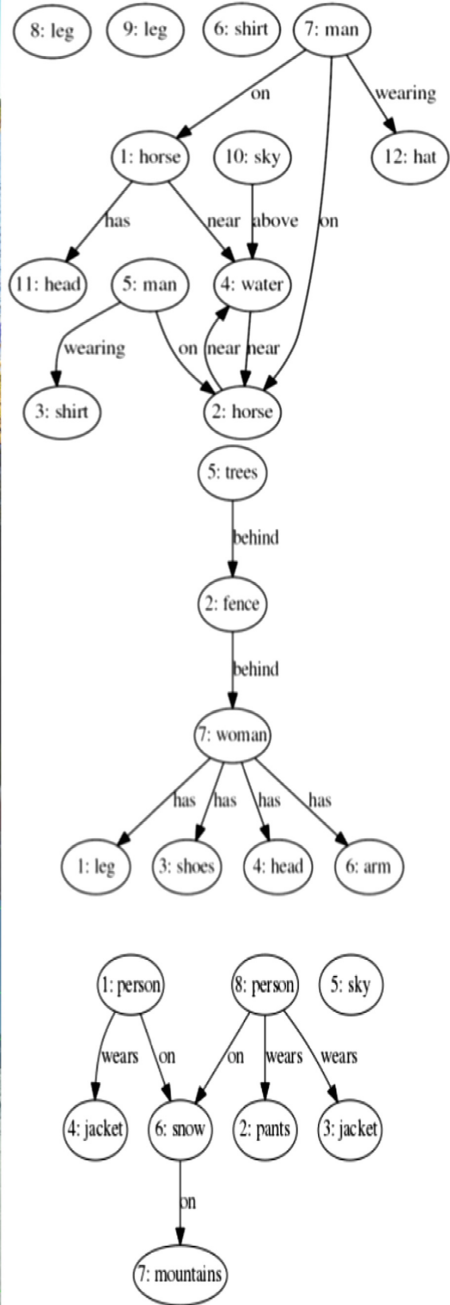 8: leg 9: leg 6: shirt 7: man
on wearing
1: horse 10: sky 12: hat
has near above on
11: head 5: man 4: water
wearing on near near
3: shirt 2: horse
5: trees
behind
2: fence
behind
7: woman
has has has has
1: leg 3: shoes 4: head 6: arm
1: person 8: person 5: sky
wears on on wears wears
4: jacket 6: snow 2: pants 3: jacket
on
7: mountains